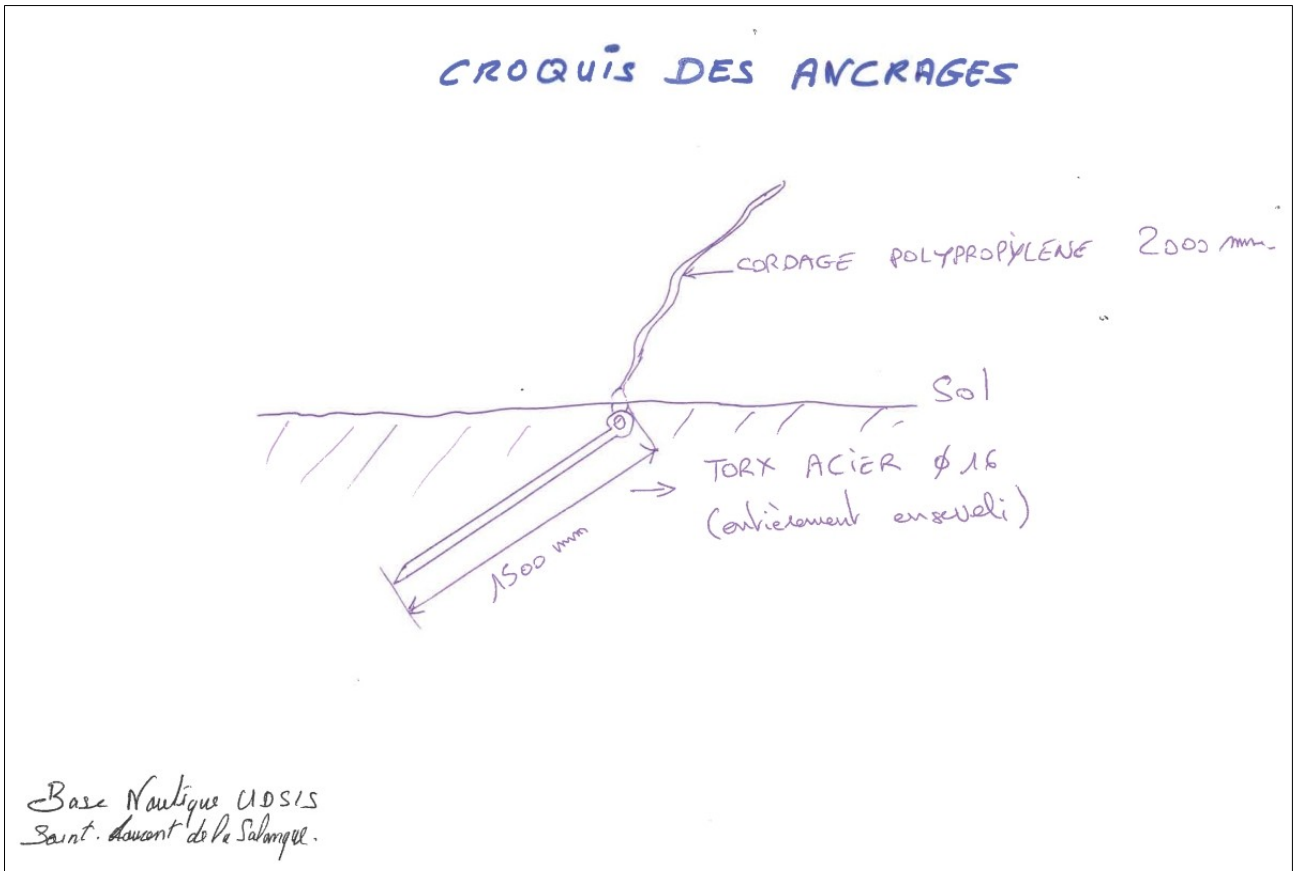 CROQUIS DES ANCRAGES
CORDAGE POLYPROPYLENE 2000 mm.
Sol
TORX ACIER ϕ 16
(entièrement enseveli)
1500 mm
Base Nautique UDSIS
Saint. Laurent de la Salanque.